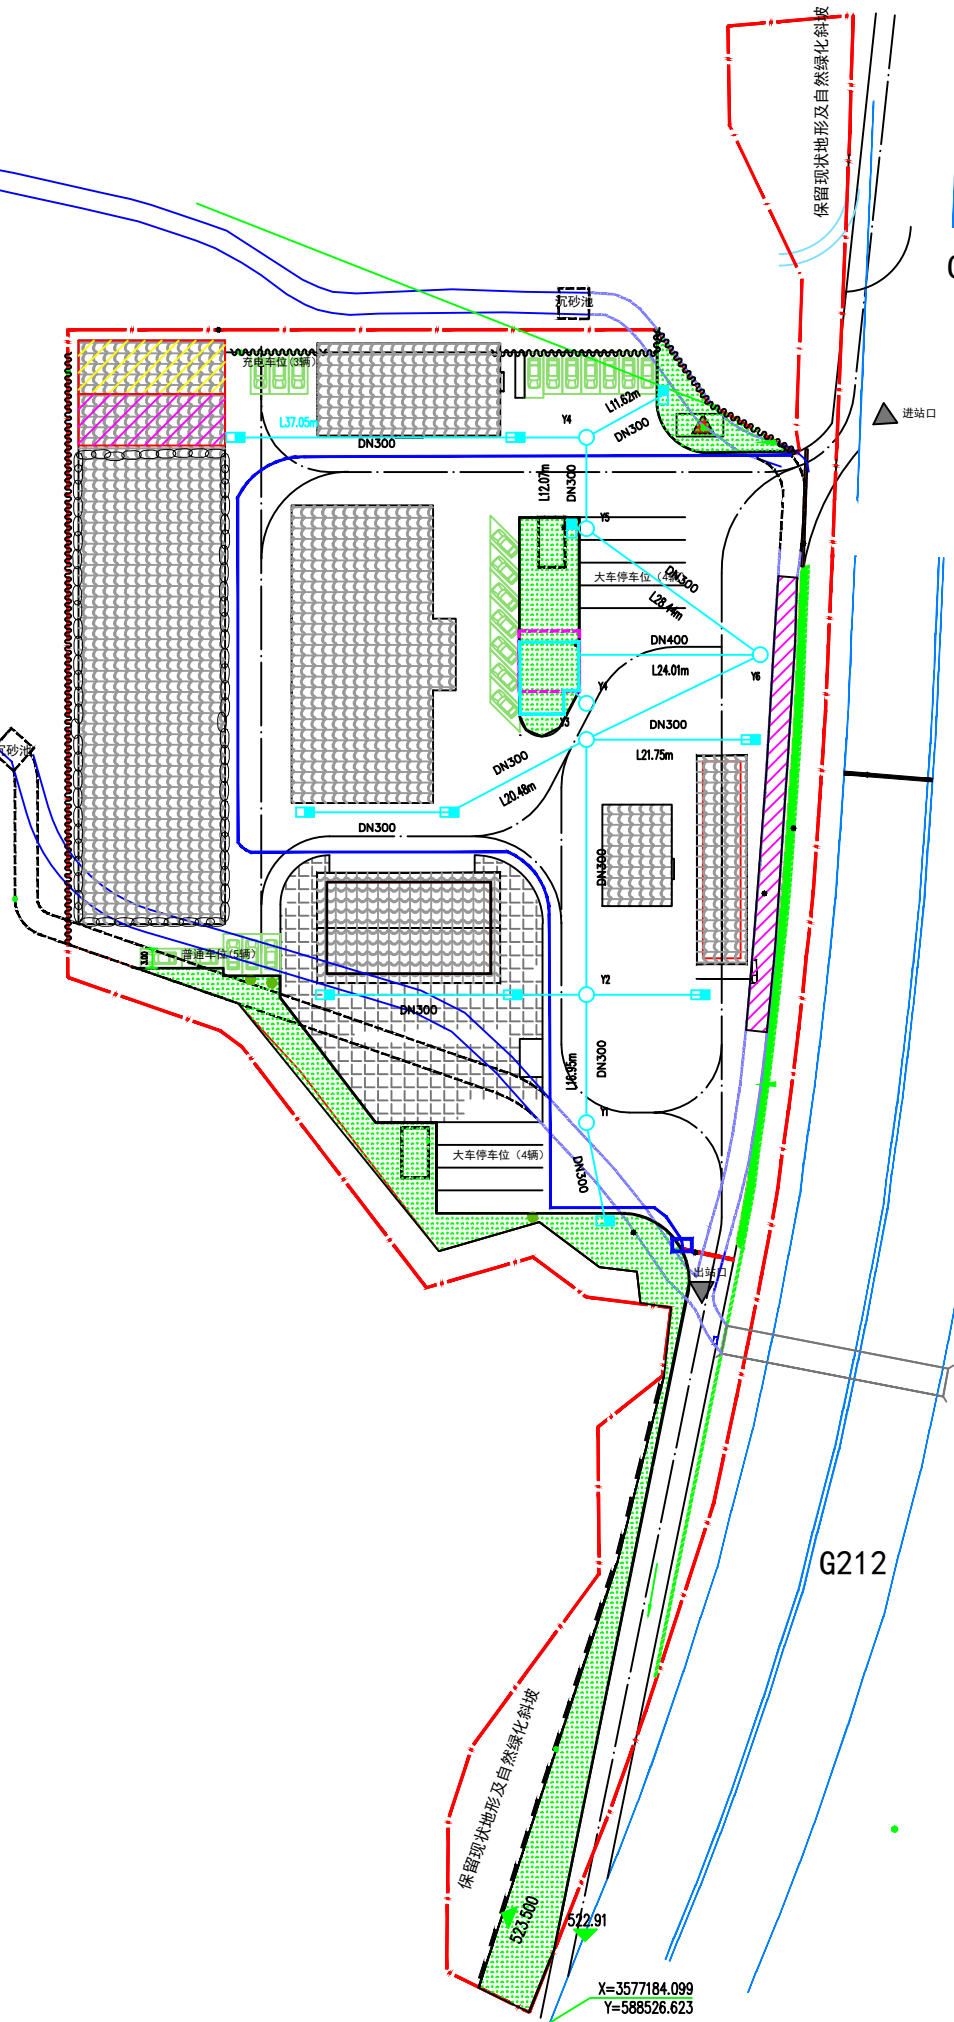 保留现状地形及自然绿化斜坡
沉砂池
充电车位(3辆)
进站口
L37.05m
DN300
Y4
L11.62m
DN300
L12.07m
DN300
Y5
大车停车位（4辆）
DN300
L28.44m
DN400
L24.01m
Y6
Y4
Y3
DN300
L21.75m
DN300
L20.48m
沉砂池
DN300
DN300
普通车位(5辆)
Y2
DN300
L18.95m
DN300
Y1
大车停车位（4辆）
DN300
出站口
G212
保留现状地形及自然绿化斜坡
523.500
522.91
X=3577184.099
Y=588526.623